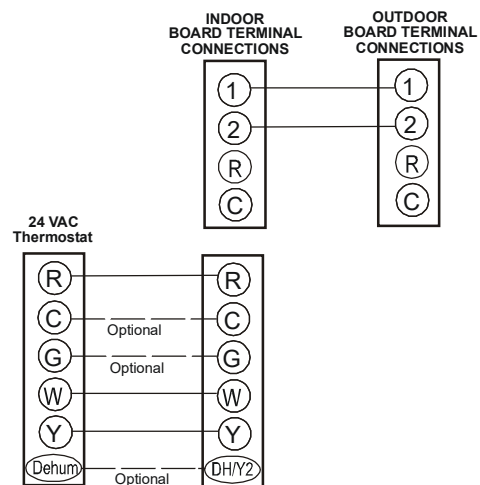 INDOOR
BOARD TERMINAL
CONNECTIONS
OUTDOOR
BOARD TERMINAL
CONNECTIONS
1 1
2 2
R R
C C
24 VAC
Thermostat
R R
C Optional C
G Optional G
W W
Y Y
Dehum Optional DH/Y2